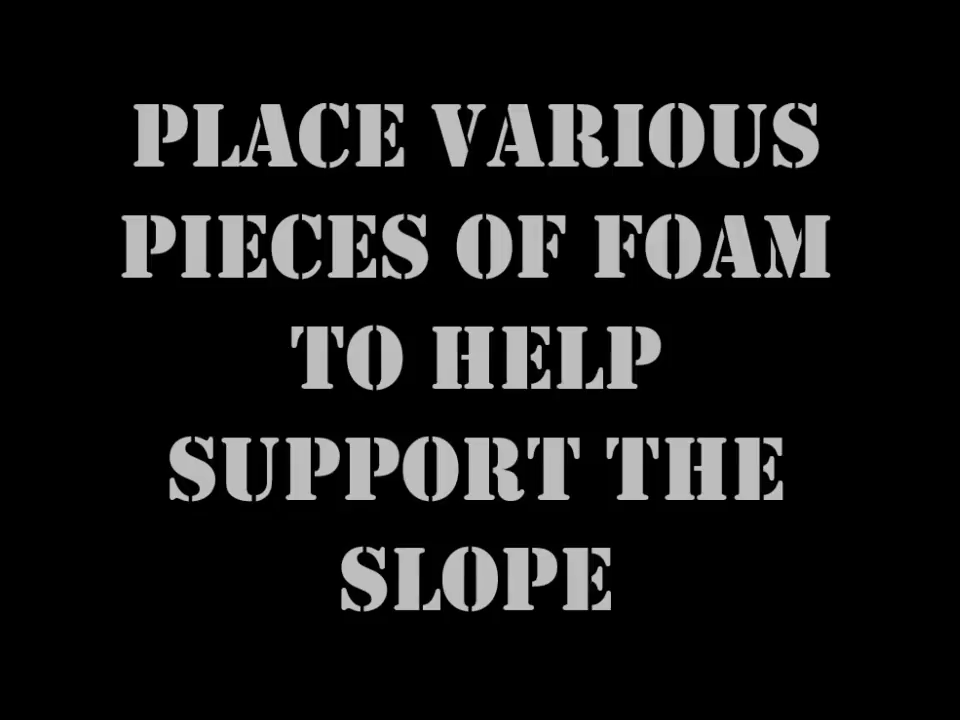 PLACE VARIOUS
PIECES OF FOAM
TO HELP
SUPPORT THE
SLOPE